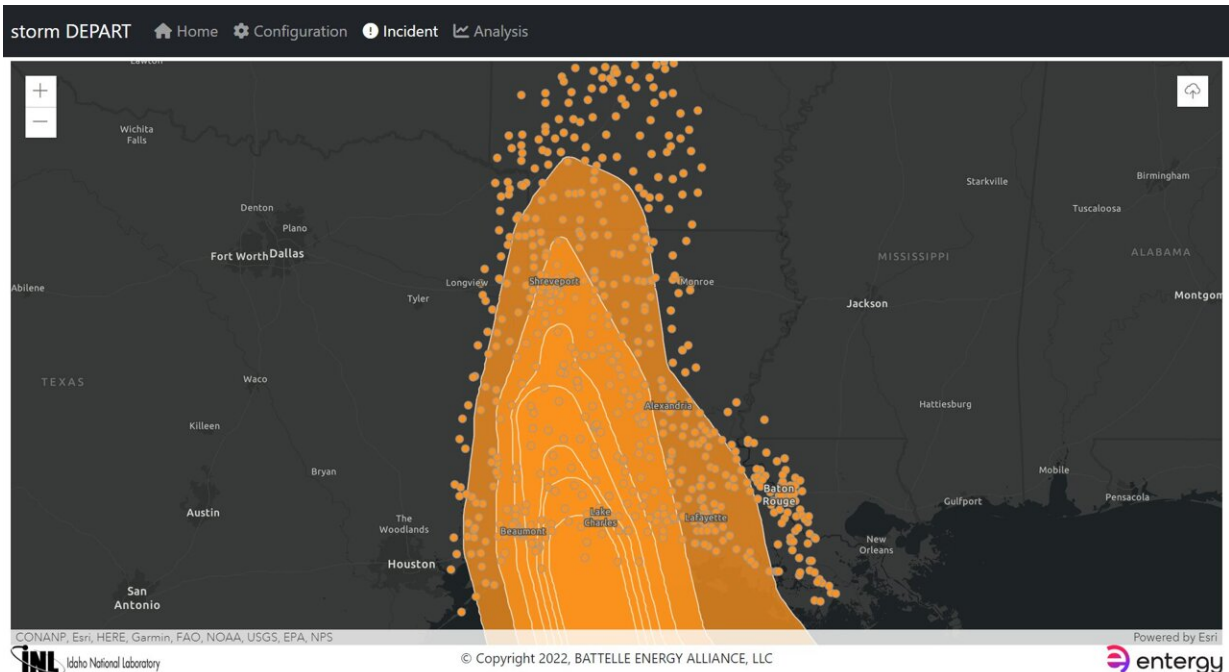 storm DEPART Home Configuration Incident Analysis
Lawton
Wichita
Falls
Starkville
Birmingham
Denton
Plano
Tuscaloosa
Fort Worth Dallas
MISSISSIPPI
ALABAMA
Abilene
Longview
Shreveport
Monroe
Tyler
Jackson
Montgom
TEXAS
Waco
Alexandria
Hattiesburg
Killeen
Bryan
Mobile
Baton
Rouge
Gulfport
Pensacola
Austin
The
Woodlands
Beaumont
Lake
Charles
Lafayette
New
Orleans
Houston
San
Antonio
CONANP, Esri, HERE, Garmin, FAO, NOAA, USGS, EPA, NPS
Powered by Esri
INL Idaho National Laboratory
© Copyright 2022, BATTELLE ENERGY ALLIANCE, LLC
entergy